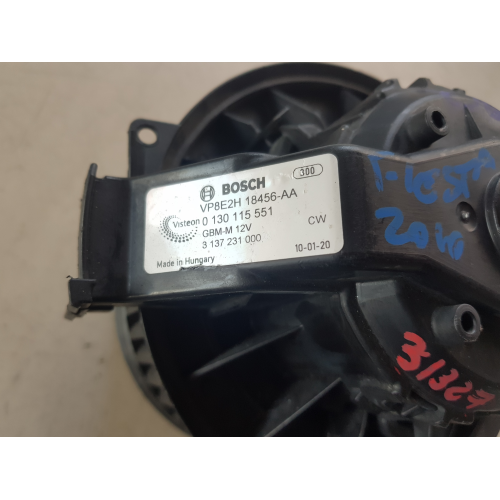 300
BOSCH
VP8E2H 18456-AA
Visteon 0 130 115 551 CW
GBM-M 12V
3 137 231 000 10-01-20
Made in Hungary
2010
31327